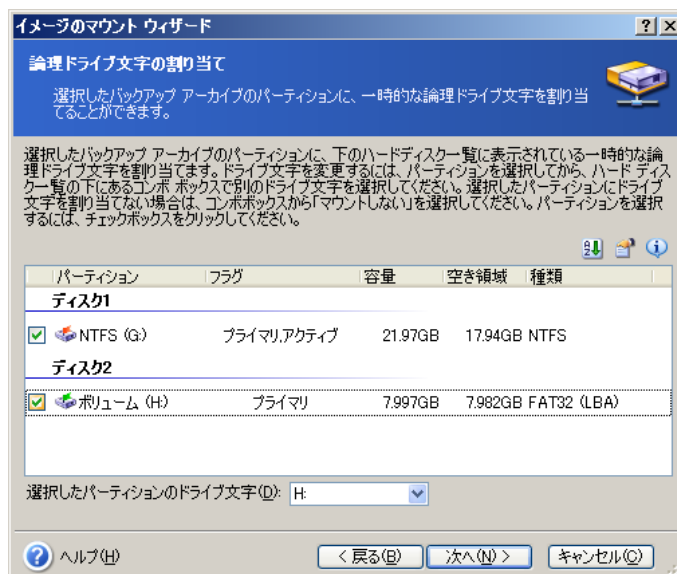 イメージのマウント ウィザード
論理ドライブ文字の割り当て
選択したバックアップ アーカイブのパーティションに、一時的な論理ドライブ文字を割り当
てることができます。
選択したバックアップ アーカイブのパーティションに、下のハードディスク一覧に表示されている一時的な論
理ドライブ文字を割り当てます。ドライブ文字を変更するには、パーティションを選択してから、ハード ディス
ク一覧の下にあるコンボ ボックスで別のドライブ文字を選択してください。選択したパーティションにドライブ
文字を割り当てない場合は、コンボボックスから「マウントしない」を選択してください。パーティションを選択
するには、チェックボックスをクリックしてください。
パーティション フラグ 容量 空き領域 種類
ディスク1
NTFS (G:) プライマリ,アクティブ 21.97GB 17.94GB NTFS
ディスク2
ボリューム (H:) プライマリ 7.997GB 7.982GB FAT32 (LBA)
選択したパーティションのドライブ文字(D): H:
ヘルプ(H) < 戻る(B) 次へ(N) > キャンセル(C)